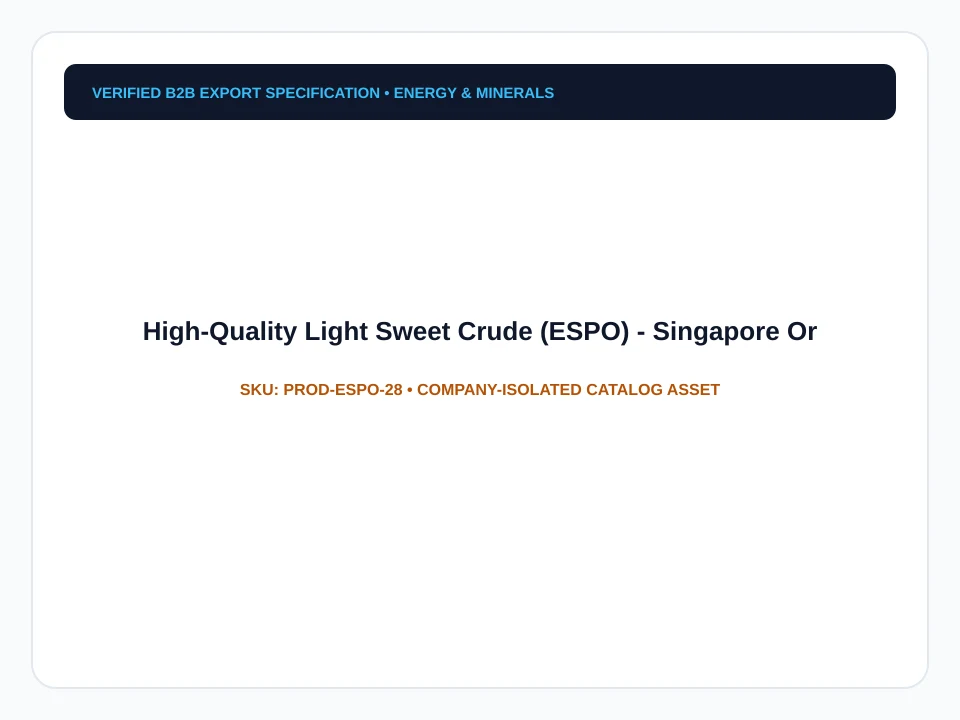 VERIFIED B2B EXPORT SPECIFICATION • ENERGY & MINERALS
High-Quality Light Sweet Crude (ESPO) - Singapore Or
SKU: PROD-ESPO-28 • COMPANY-ISOLATED CATALOG ASSET